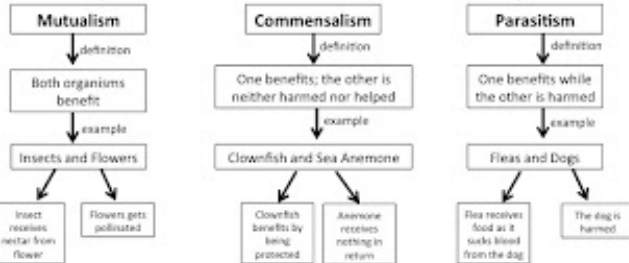 Mutualism
definition
Both organisms
benefit
example
Insects and Flowers
Insect
receives
nectar from
flower
Flowers gets
pollinated
Commensalism
definition
One benefits; the other is
neither harmed nor helped
example
Clownfish and Sea Anemone
Clownfish
benefits by
being
protected
Anemone
receives
nothing in
return
Parasitism
definition
One benefits while
the other is harmed
example
Fleas and Dogs
Flea receives
food as it
sucks blood
from the dog
The dog is
harmed